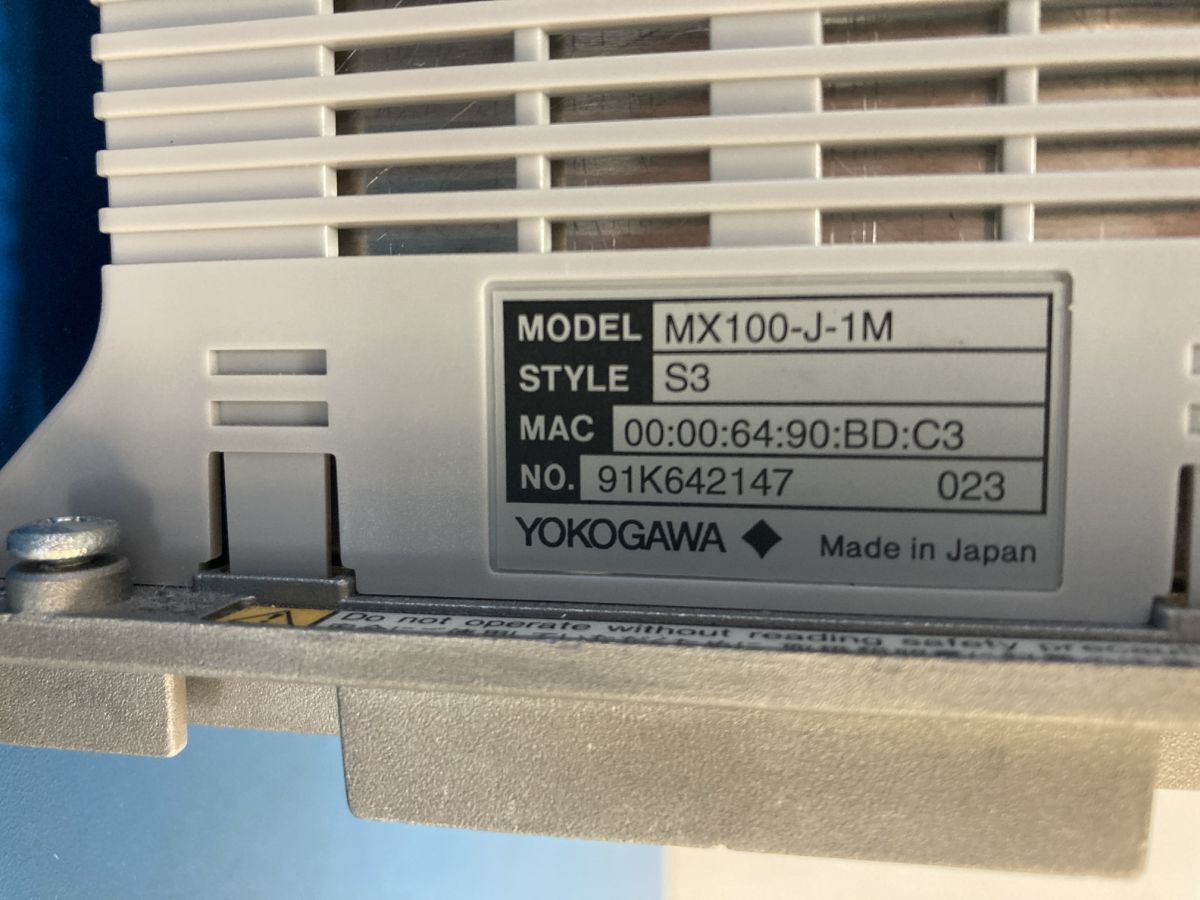 MODEL MX100-J-1M
STYLE S3
MAC 00:00:64:90:BD:C3
NO. 91K642147 023
YOKOGAWA ◆ Made in Japan
Do not operate without reading safety